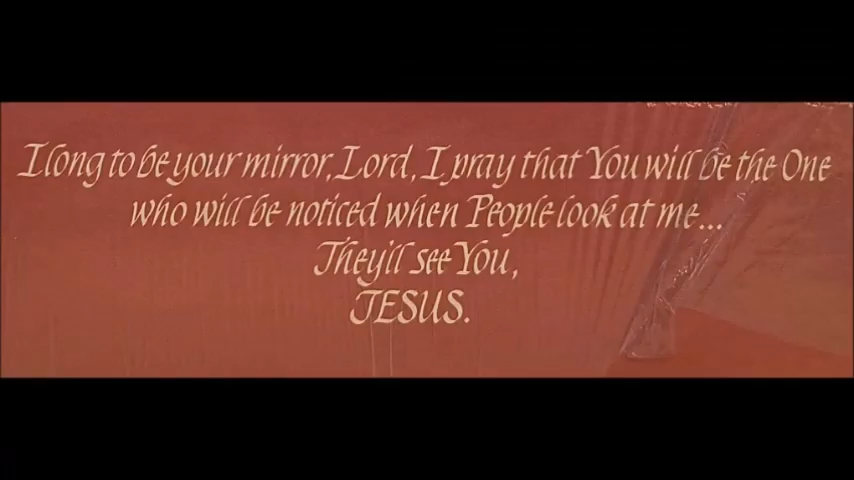 I long to be your mirror, Lord, I pray that You will be the One
who will be noticed when People look at me...
They'll see You,
JESUS.